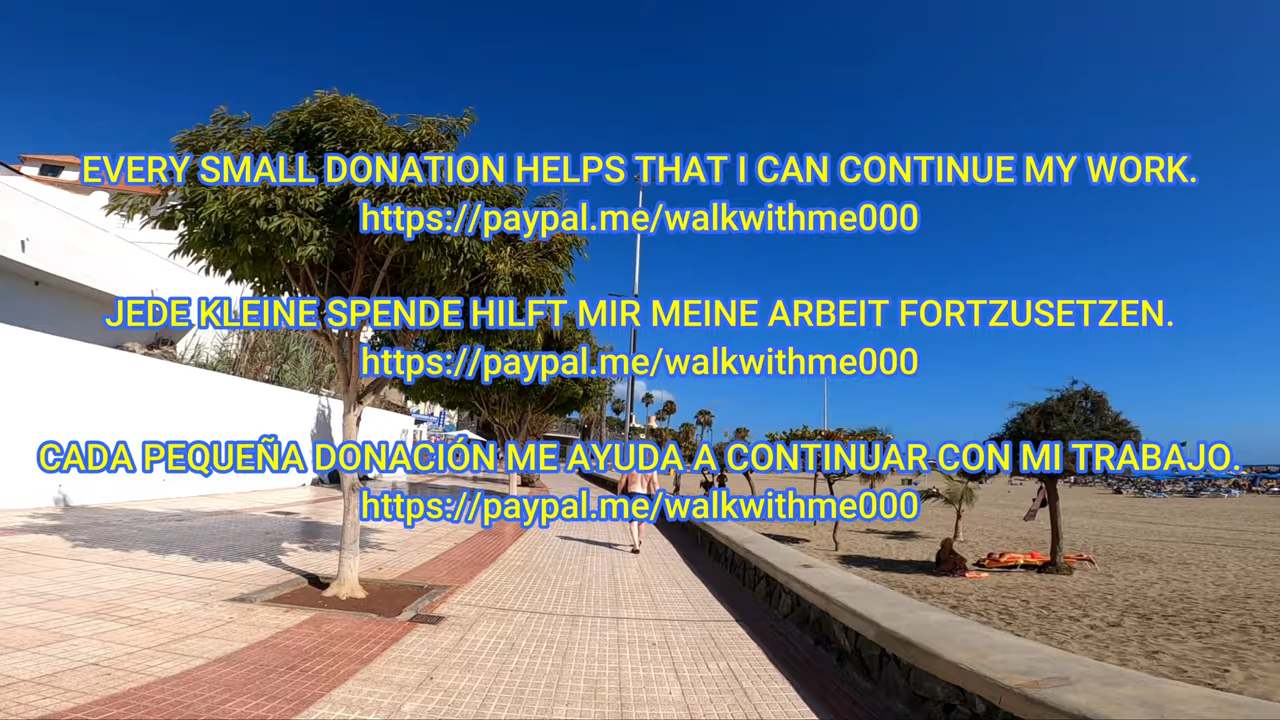 EVERY SMALL DONATION HELPS THAT I CAN CONTINUE MY WORK.
https://paypal.me/walkwithme000
JEDE KLEINE SPENDE HILFT MIR MEINE ARBEIT FORTZUSETZEN.
https://paypal.me/walkwithme000
CADA PEQUEÑA DONACIÓN ME AYUDA A CONTINUAR CON MI TRABAJO.
https://paypal.me/walkwithme000